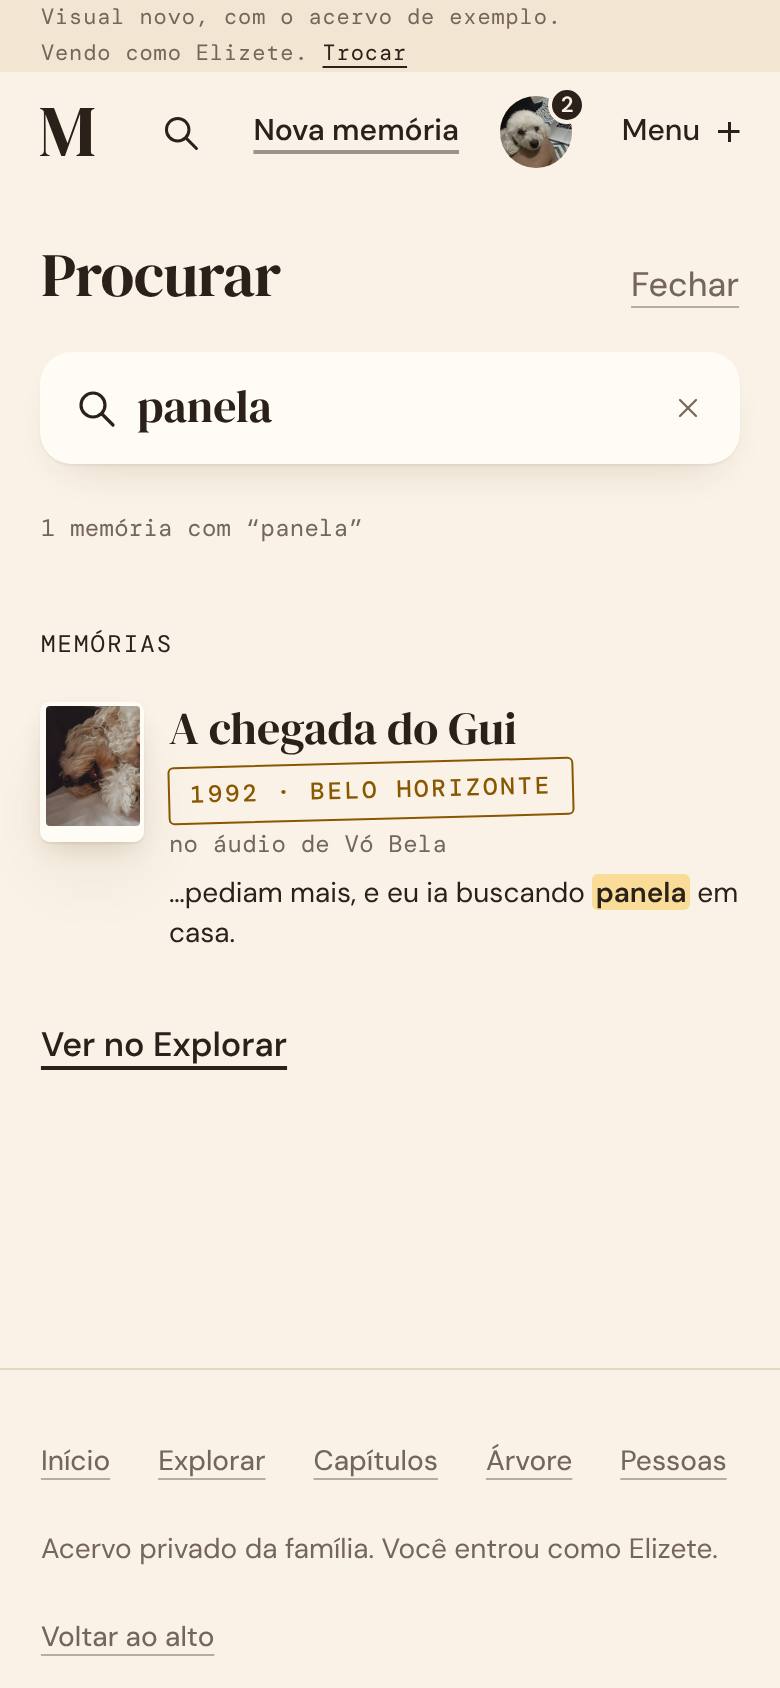 Visual novo, com o acervo de exemplo.
Vendo como Elizete. Trocar
M
Nova memória
2
Menu +
Procurar
Fechar
panela
1 memória com “panela”
MEMÓRIAS
A chegada do Gui
1992 · BELO HORIZONTE
no áudio de Vó Bela
…pediam mais, e eu ia buscando panela em
casa.
Ver no Explorar
Início Explorar Capítulos Árvore Pessoas
Acervo privado da família. Você entrou como Elizete.
Voltar ao alto